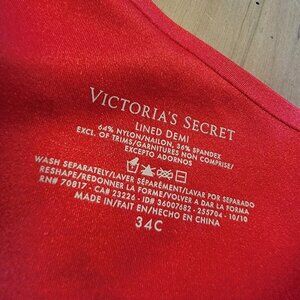 VICTORIA'S SECRET
LINED DEMI
64% NYLON/NAILON, 36% SPANDEX
EXCL. OF TRIMS/GARNITURES NON COMPRISE/
EXCEPTO ADORNOS
WASH SEPARATELY/LAVER SÉPARÉMENT/LAVAR POR SEPARADO
RESHAPE/REDONNER LA FORME/VOLVER A DAR LA FORMA
RN# 70817 - CA# 23226 - ID# 36007682 - 255704 - 10/10
MADE IN/FAIT EN/HECHO EN CHINA
34C